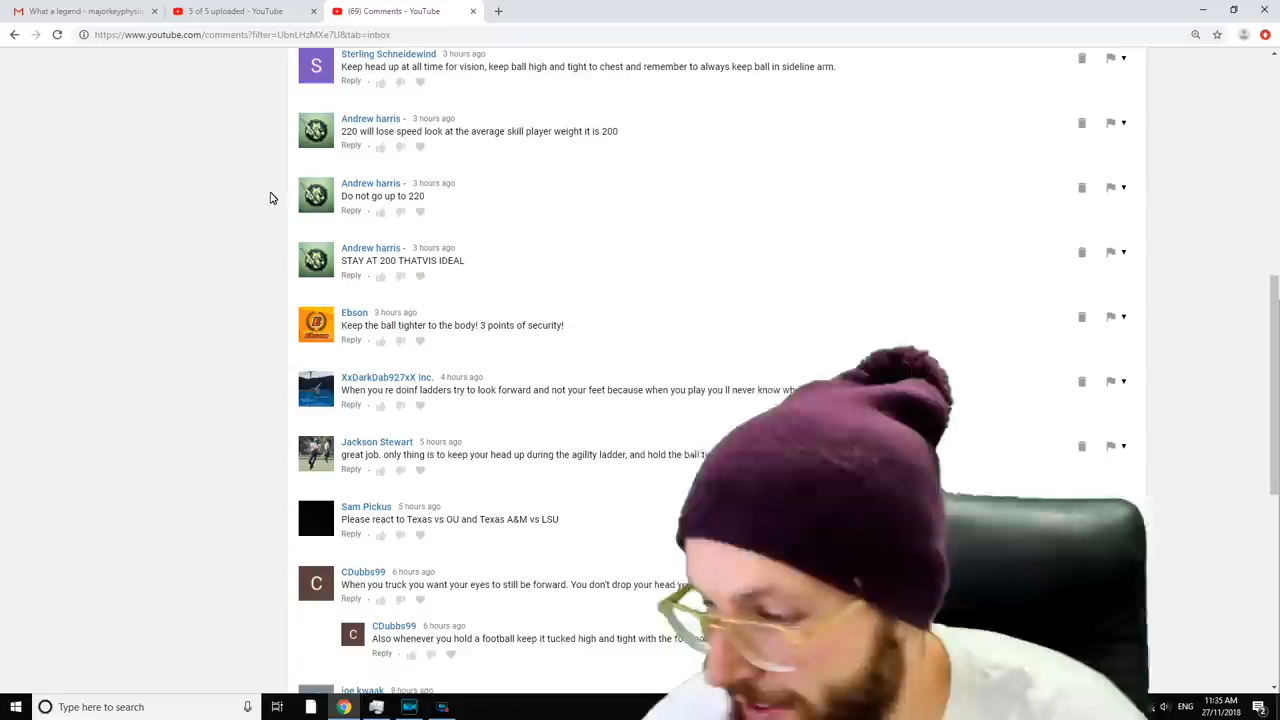 What a legend - majorkeyphysic
5 of 5 uploaded - YouTube
(69) Comments - YouTube
https://www.youtube.com/comments?filter=UbnLHzMXe7U&tab=inbox
Sterling Schneidewind 3 hours ago
Keep head up at all time for vision, keep ball high and tight to chest and remember to always keep ball in sideline arm.
Reply
Andrew harris - 3 hours ago
220 will lose speed look at the average skill player weight it is 200
Reply
Andrew harris - 3 hours ago
Do not go up to 220
Reply
Andrew harris - 3 hours ago
STAY AT 200 THATVIS IDEAL
Reply
Ebson 3 hours ago
Keep the ball tighter to the body! 3 points of security!
Reply
XxDarkDab927xX Inc. 4 hours ago
When you re doinf ladders try to look forward and not your feet because when you play you ll never know
Reply
Jackson Stewart 5 hours ago
great job. only thing is to keep your head up during the agility ladder, and hold the ball
Reply
Sam Pickus 5 hours ago
Please react to Texas vs OU and Texas A&M vs LSU
Reply
C
CDubbs99 6 hours ago
When you truck you want your eyes to still be forward. You don't drop your head
Reply
C
CDubbs99 6 hours ago
Also whenever you hold a football keep it tucked high and tight with the
Reply
joe kwaak 8 hours ago
Type here to search
ENG
11:35 AM
27/11/2018